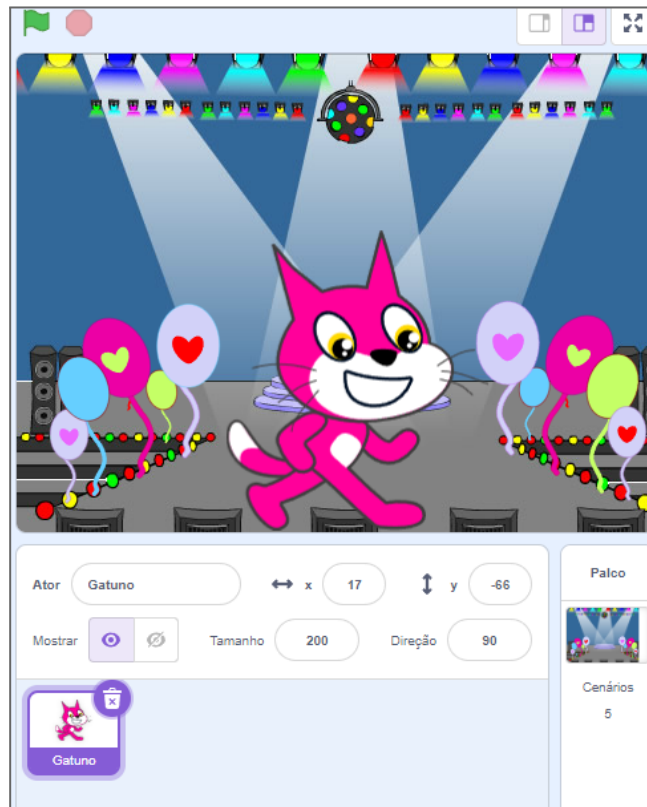 Ator Gatuno x 17 y -66
Mostrar Tamanho 200 Direção 90
Gatuno
Palco
Cenários
5